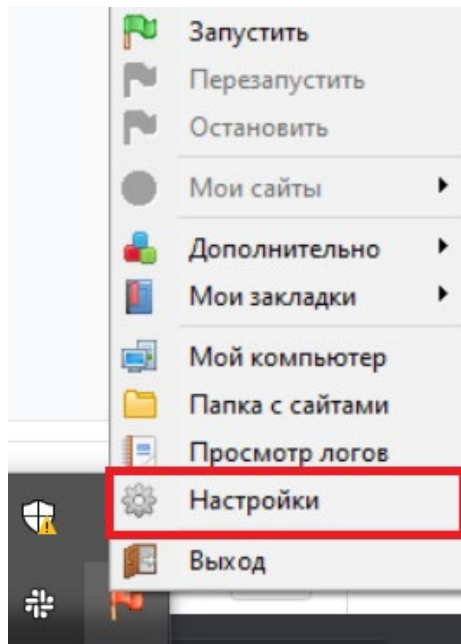 Запустить
Перезапустить
Остановить
Мои сайты
Дополнительно
Мои закладки
Мой компьютер
Папка с сайтами
Просмотр логов
Настройки
Выход